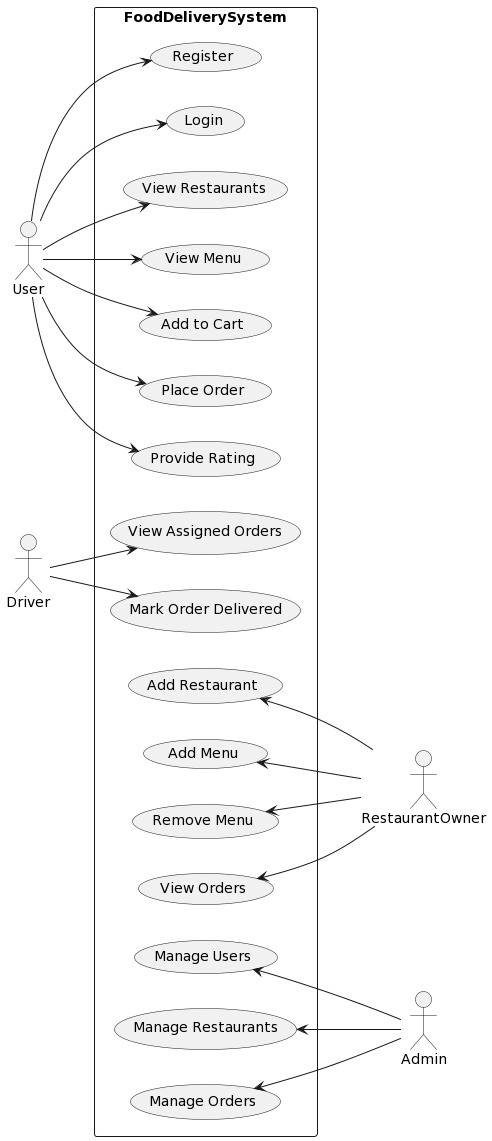 FoodDeliverySystem
Register
Login
View Restaurants
View Menu
User
Add to Cart
Place Order
Provide Rating
View Assigned Orders
Driver
Mark Order Delivered
Add Restaurant
Add Menu
RestaurantOwner
Remove Menu
View Orders
Manage Users
Manage Restaurants
Admin
Manage Orders